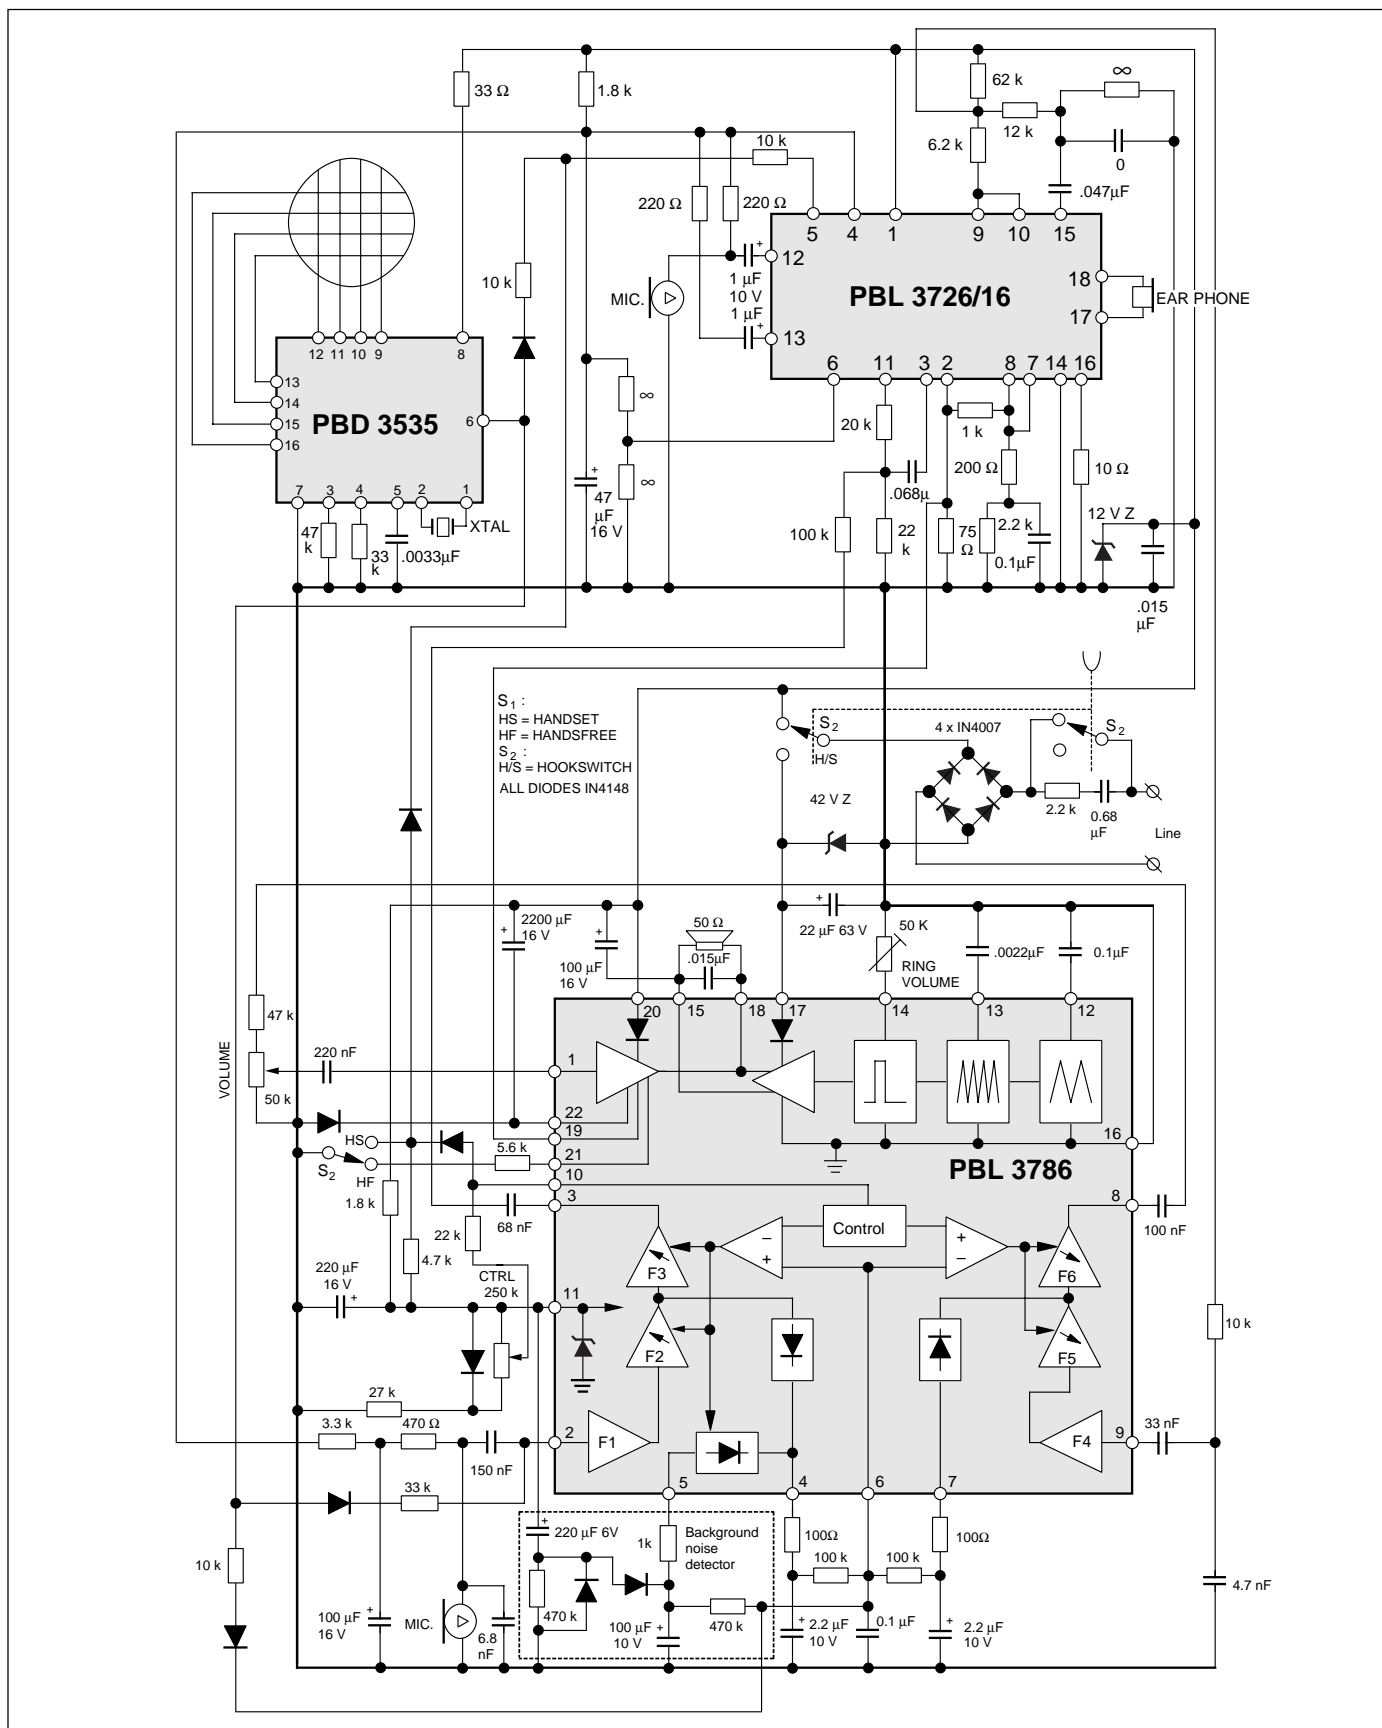 33 Ω
1.8 k
62 k
∞
12 k
10 k
6.2 k
0
.047µF
220 Ω
220 Ω
5
4
1
9
10
15
12
1 µF
10 V
1 µF
13
MIC.
10 k
PBL 3726/16
18
17
EAR PHONE
12
11
10
9
8
13
14
15
16
PBD 3535
6
6
11
3
2
8
7
14
16
∞
20 k
1 k
200 Ω
10 Ω
7
3
4
5
2
1
XTAL
47
k
33
k
.0033µF
47
µF
16 V
∞
.068µ
100 k
22
k
75
Ω
2.2 k
0.1µF
12 V Z
.015
µF
S1 :
HS = HANDSET
HF = HANDSFREE
S2 :
H/S = HOOKSWITCH
ALL DIODES IN4148
S2
H/S
4 x IN4007
S2
42 V Z
2.2 k
0.68
µF
Line
2200 µF
16 V
50 Ω
.015µF
100 µF
16 V
22 µF 63 V
50 K
RING
VOLUME
.0022µF
0.1µF
47 k
VOLUME
50 k
220 nF
20
15
18
17
14
13
12
1
22
19
21
10
3
16
PBL 3786
HS
S2
HF
5.6 k
1.8 k
68 nF
22 k
4.7 k
CTRL
250 k
220 µF
16 V
8
100 nF
Control
–
+
+
–
F3
F6
11
F2
F5
10 k
27 k
3.3 k
470 Ω
150 nF
2
F1
F4
9
33 nF
33 k
5
4
6
7
10 k
220 µF 6V
1k
Background
noise
detector
100Ω
100 k
100 k
100Ω
4.7 nF
100 µF
16 V
MIC.
6.8
nF
470 k
100 µF
10 V
470 k
2.2 µF
10 V
0.1 µF
2.2 µF
10 V